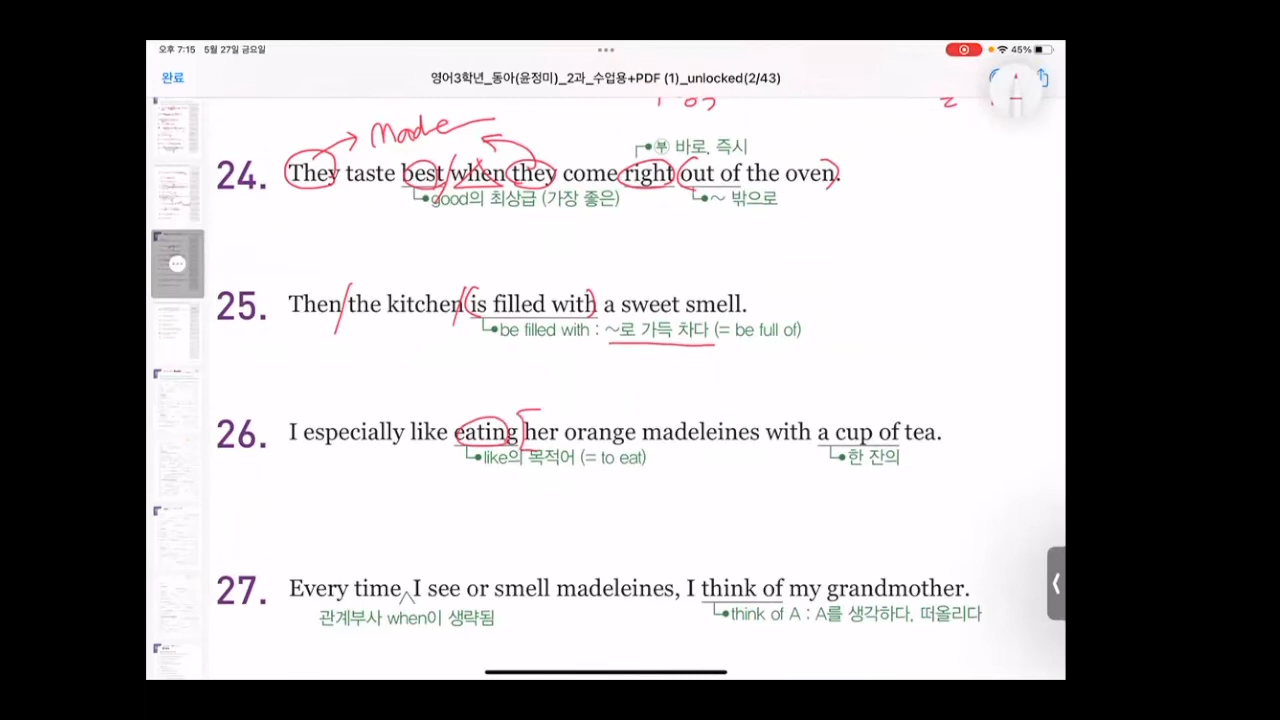 오후 7:15 5월 27일 금요일
45%
완료
영어3학년_동아(윤정미)_2과_수업용+PDF (1)_unlocked(2/43)
made
㊝ 바로, 즉시
24. They taste best when they come right out of the oven.
good의 최상급 (가장 좋은)
~ 밖으로
25. Then the kitchen is filled with a sweet smell.
be filled with : ~로 가득 차다 (= be full of)
26. I especially like eating her orange madeleines with a cup of tea.
like의 목적어 (= to eat)
한 잔의
27. Every time I see or smell madeleines, I think of my grandmother.
관계부사 when이 생략됨
think of A : A를 생각하다, 떠올리다